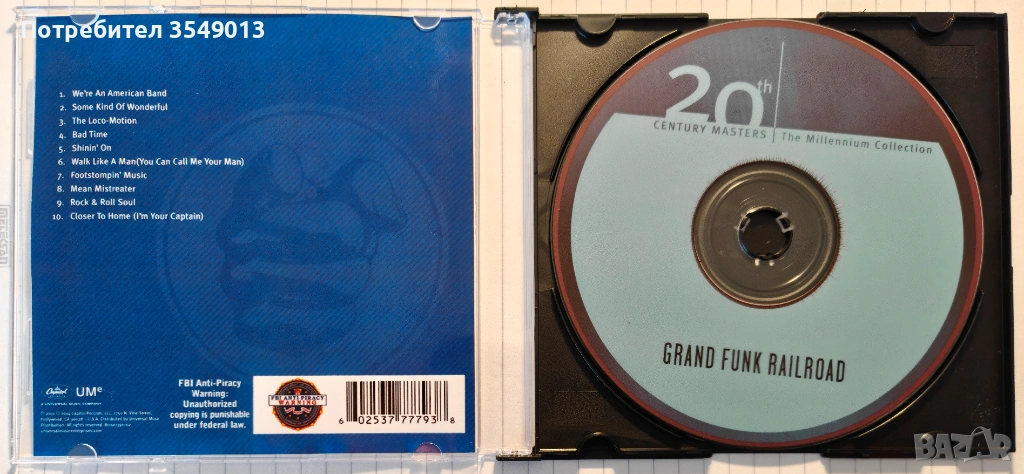 Потребител 3549013
1. We're An American Band
2. Some Kind Of Wonderful
3. The Loco-Motion
4. Bad Time
5. Shinin' On
6. Walk Like A Man(You Can Call Me Your Man)
7. Footstompin' Music
8. Mean Mistreater
9. Rock & Roll Soul
10. Closer To Home (I'm Your Captain)
Capitol UMe
A UNIVERSAL MUSIC COMPANY
FBI Anti-Piracy
Warning:
Unauthorized
copying is punishable
under federal law.
FBI ANTI-PIRACY
WARNING
6 02537 77793 8
20th
CENTURY MASTERS | The Millennium Collection
GRAND FUNK RAILROAD
BAZAR